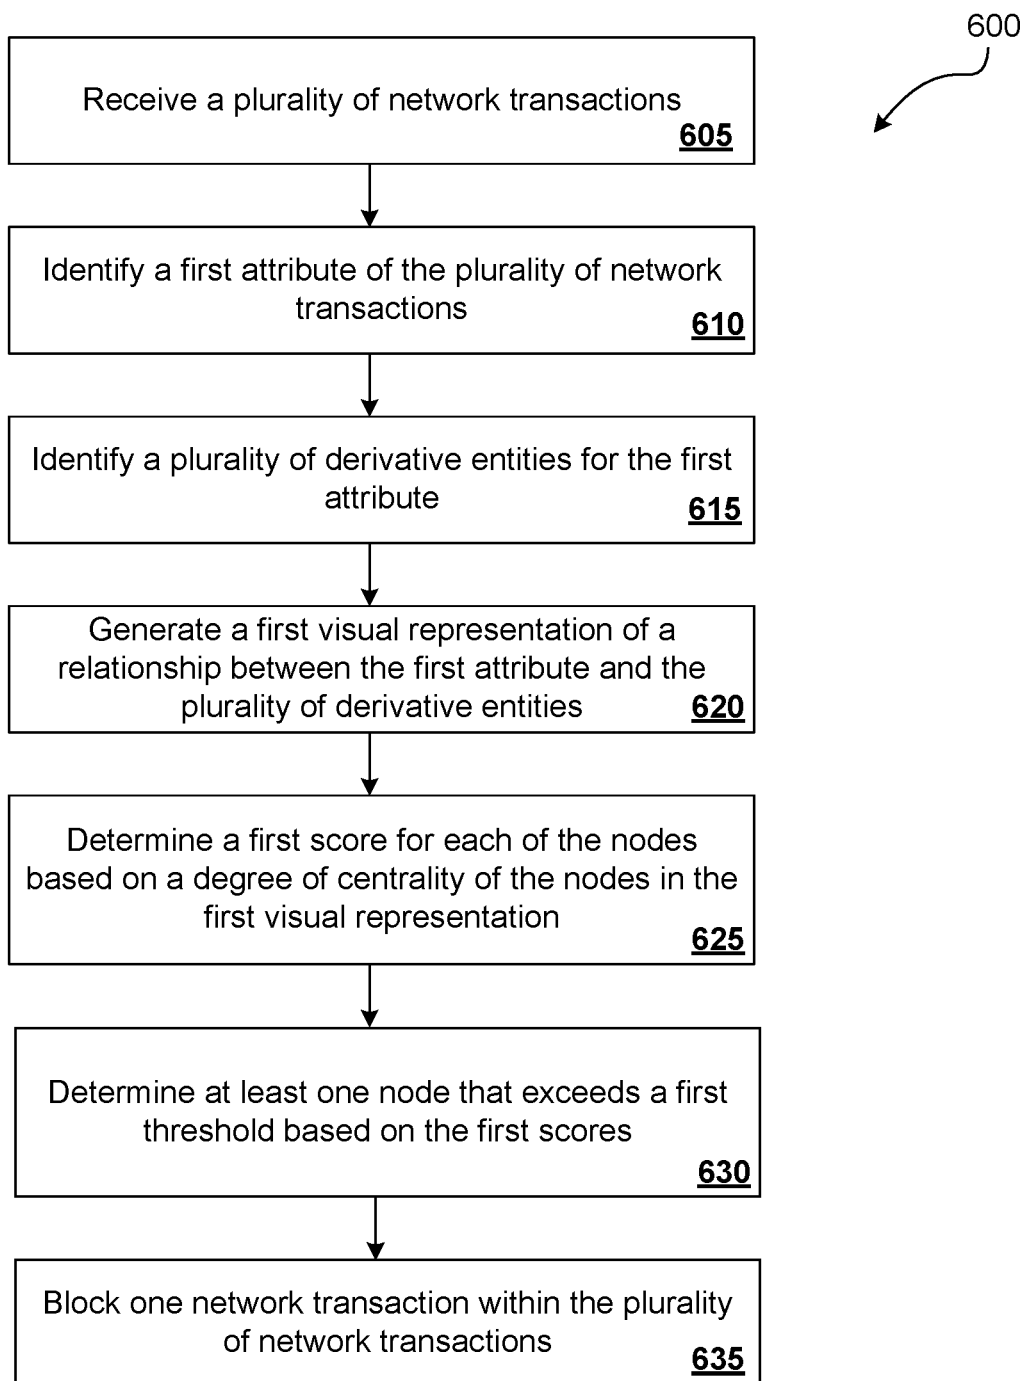 600
Receive a plurality of network transactions
605
Identify a first attribute of the plurality of network
transactions
610
Identify a plurality of derivative entities for the first
attribute
615
Generate a first visual representation of a
relationship between the first attribute and the
plurality of derivative entities
620
Determine a first score for each of the nodes
based on a degree of centrality of the nodes in the
first visual representation
625
Determine at least one node that exceeds a first
threshold based on the first scores
630
Block one network transaction within the plurality
of network transactions
635